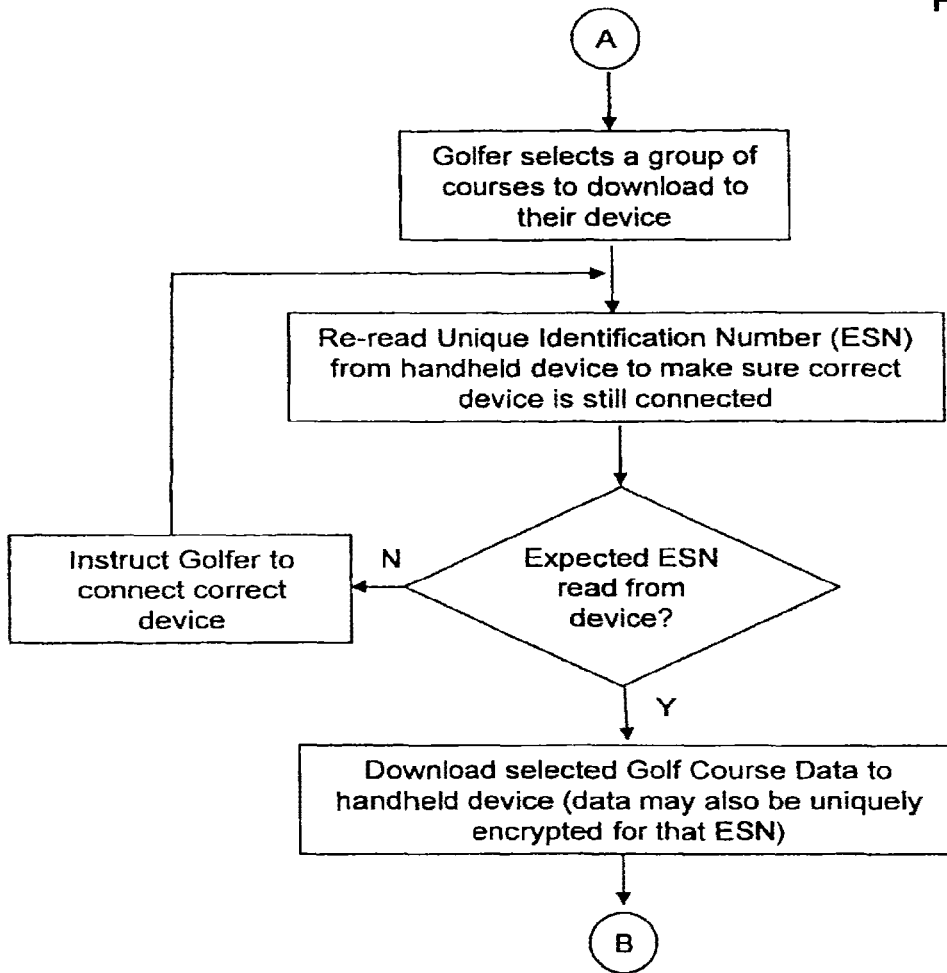 A
Golfer selects a group of
courses to download to
their device
Re-read Unique Identification Number (ESN)
from handheld device to make sure correct
device is still connected
Expected ESN
read from
device?
N
Instruct Golfer to
connect correct
device
Y
Download selected Golf Course Data to
handheld device (data may also be uniquely
encrypted for that ESN)
B